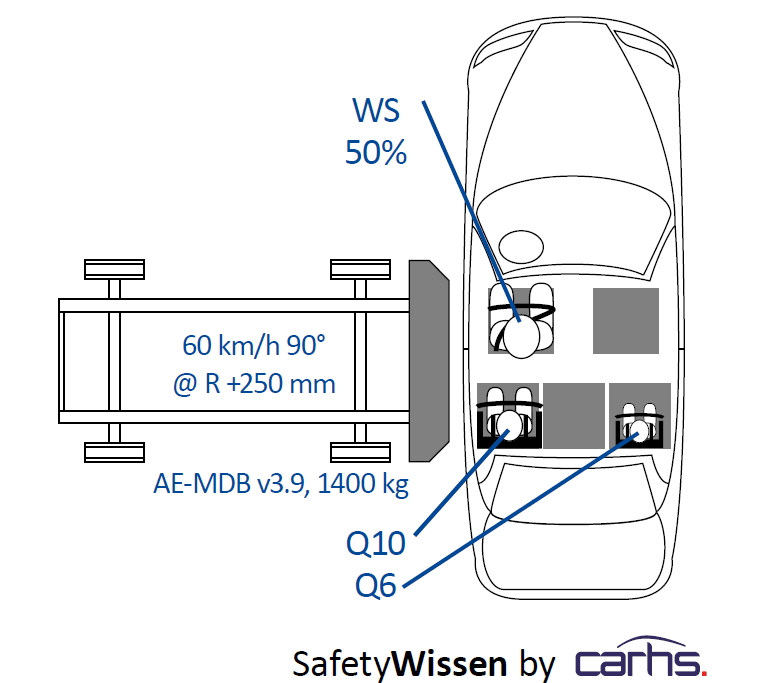 WS
50%
60 km/h 90°
@ R +250 mm
AE-MDB v3.9, 1400 kg
Q10
Q6
SafetyWissen by carhs.